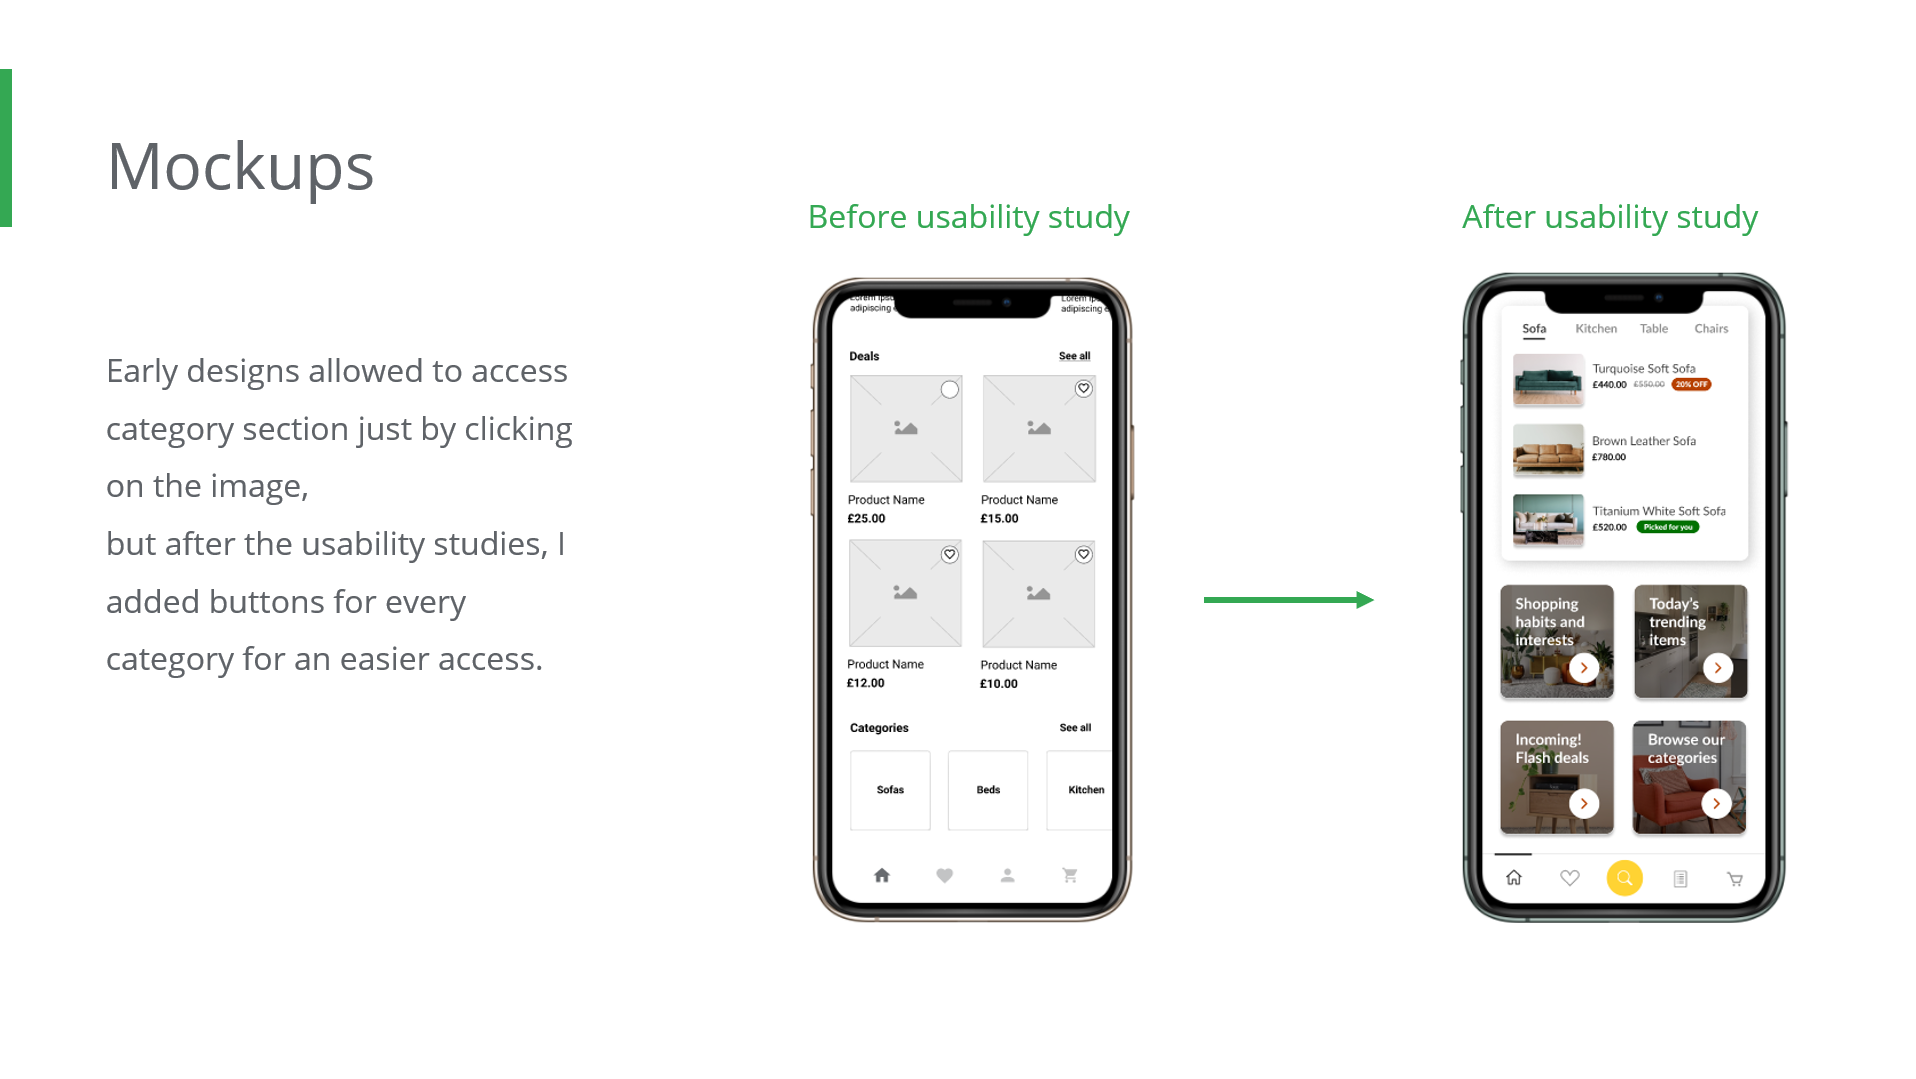 Mockups
Early designs allowed to access
category section just by clicking
on the image,
but after the usability studies, I
added buttons for every
category for an easier access.
Before usability study
adipiscing
adipiscing
Deals
See all
Product Name
£25.00
Product Name
£15.00
Product Name
£12.00
Product Name
£10.00
Categories
See all
Sofas
Beds
Kitchen
After usability study
Sofa
Kitchen
Table
Chairs
Turquoise Soft Sofa
£440.00 £550.00 20% OFF
Brown Leather Sofa
£780.00
Titanium White Soft Sofa
£520.00 Picked for you
Shopping
habits and
interests
Today's
trending
items
Incoming!
Flash deals
Browse our
categories